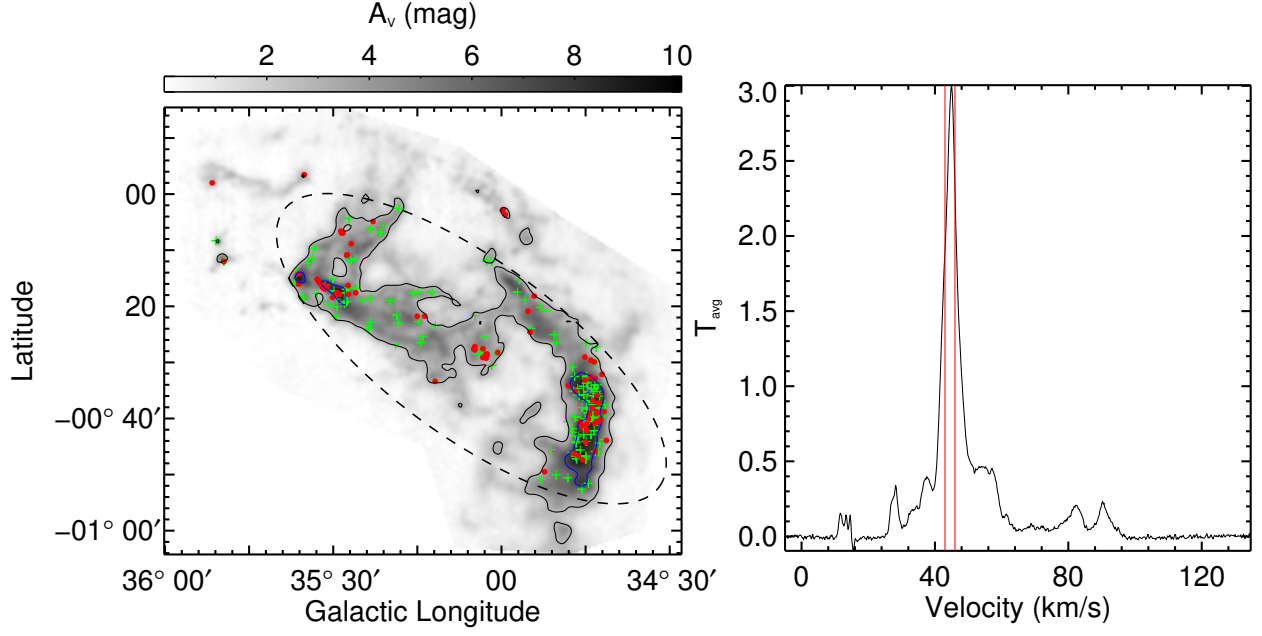 Aᵥ (mag)
2 4 6 8 10
Latitude
00
20
−00° 40′
−01° 00′
36° 00′ 35° 30′ 00 34° 30′
Galactic Longitude
T_avg
3.0
2.5
2.0
1.5
1.0
0.5
0.0
0 40 80 120
Velocity (km/s)